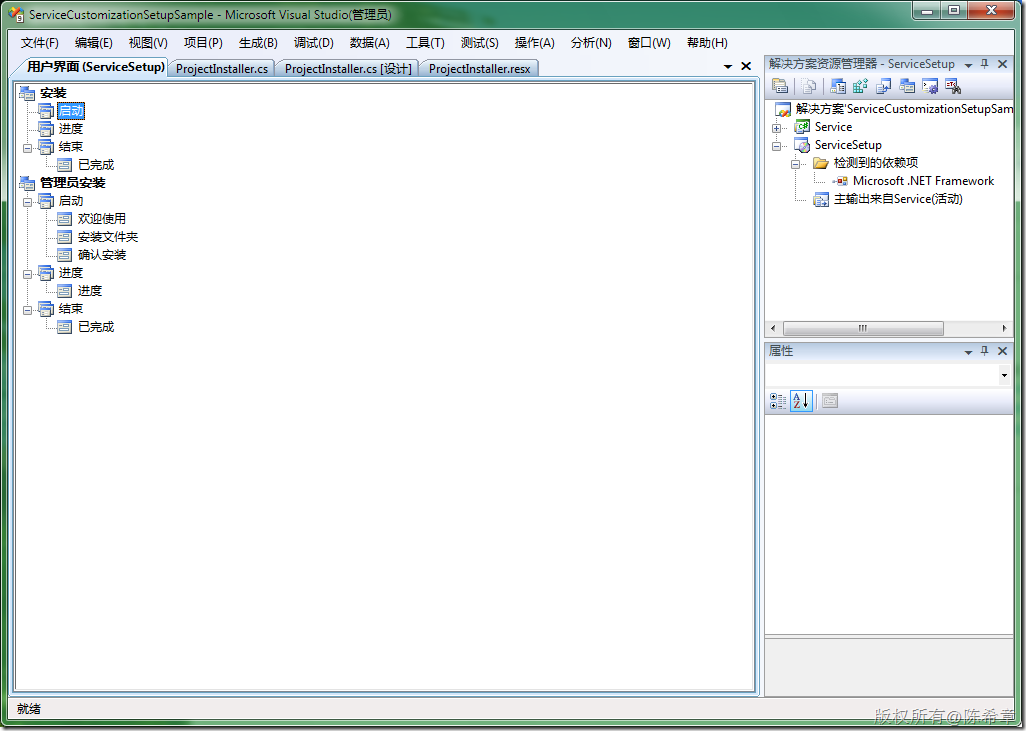 ServiceCustomizationSetupSample - Microsoft Visual Studio(管理员)
文件(F) 编辑(E) 视图(V) 项目(P) 生成(B) 调试(D) 数据(A) 工具(T) 测试(S) 操作(A) 分析(N) 窗口(W) 帮助(H)
用户界面 (ServiceSetup) ProjectInstaller.cs ProjectInstaller.cs [设计] ProjectInstaller.resx
安装
启动
进度
结束
已完成
管理员安装
启动
欢迎使用
安装文件夹
确认安装
进度
进度
结束
已完成
解决方案资源管理器 - ServiceSetup
解决方案'ServiceCustomizationSetupSam
Service
ServiceSetup
检测到的依赖项
Microsoft .NET Framework
主输出来自Service(活动)
属性
就绪
版权所有@陈希章